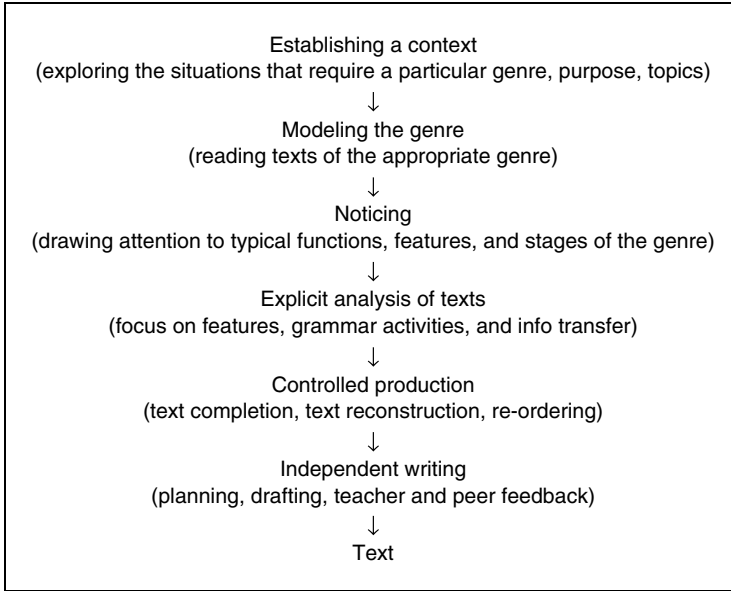 Establishing a context
(exploring the situations that require a particular genre, purpose, topics)
↓
Modeling the genre
(reading texts of the appropriate genre)
↓
Noticing
(drawing attention to typical functions, features, and stages of the genre)
↓
Explicit analysis of texts
(focus on features, grammar activities, and info transfer)
↓
Controlled production
(text completion, text reconstruction, re-ordering)
↓
Independent writing
(planning, drafting, teacher and peer feedback)
↓
Text